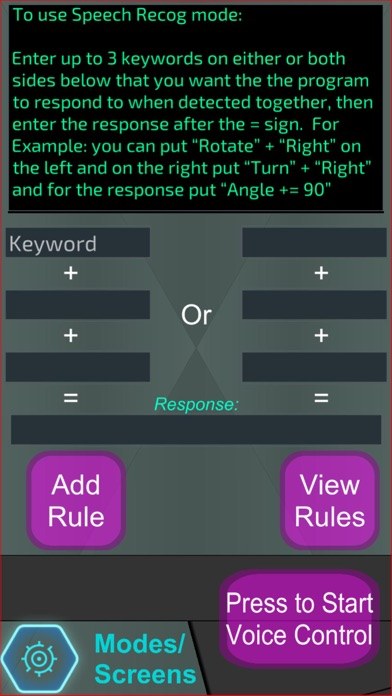 To use Speech Recog mode:
Enter up to 3 keywords on either or both
sides below that you want the the program
to respond to when detected together, then
enter the response after the = sign.  For
Example: you can put “Rotate” + “Right” on
the left and on the right put “Turn” + “Right”
and for the response put “Angle += 90”
Keyword
+ +
Or
+ +
= Response: =
Add
Rule
View
Rules
Press to Start
Voice Control
Modes/
Screens